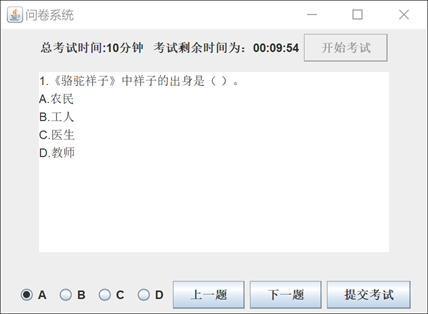 问卷系统
总考试时间:10分钟 考试剩余时间为：00:09:54 开始考试
1.《骆驼祥子》中祥子的出身是（ ）。
A.农民
B.工人
C.医生
D.教师
A B C D 上一题 下一题 提交考试